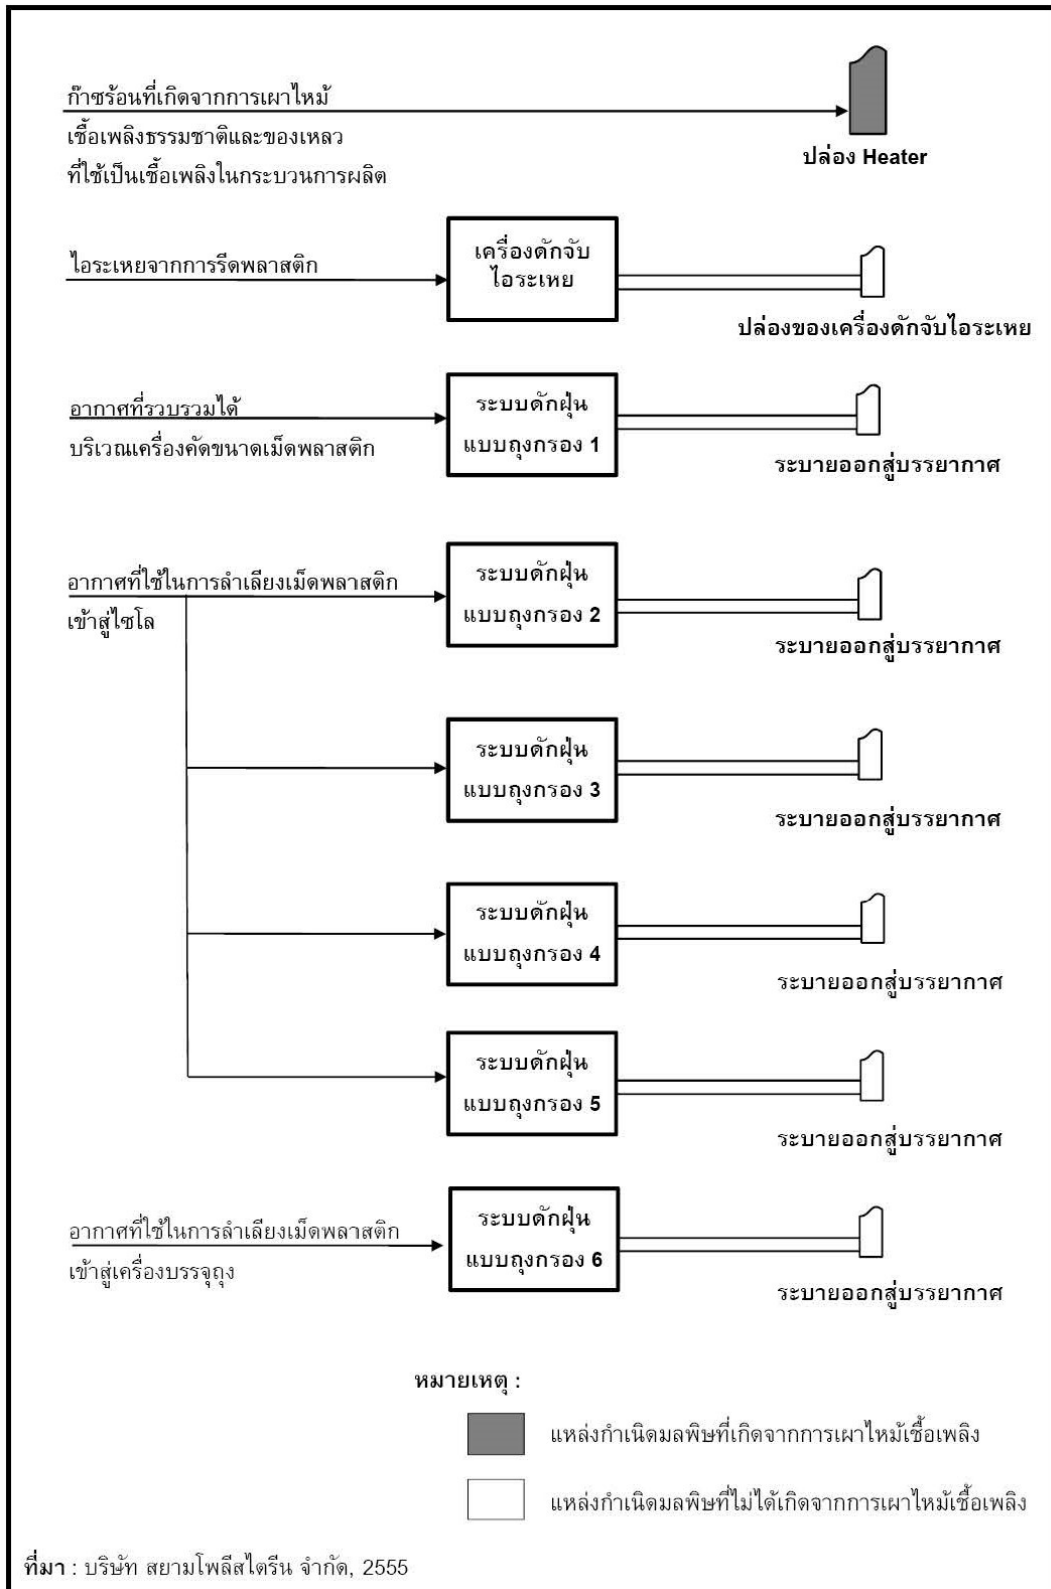 ก๊าซร้อนที่เกิดจากการเผาไหม้
เชื้อเพลิงธรรมชาติและของเหลว
ที่ใช้เป็นเชื้อเพลิงในกระบวนการผลิต
ปล่อง Heater
ไอระเหยจากการรีดพลาสติก
เครื่องดักจับ
ไอระเหย
ปล่องของเครื่องดักจับไอระเหย
อากาศที่รวบรวมได้
บริเวณเครื่องคัดขนาดเม็ดพลาสติก
ระบบดักฝุ่น
แบบถุงกรอง 1
ระบายออกสู่บรรยากาศ
อากาศที่ใช้ในการลำเลียงเม็ดพลาสติก
เข้าสู่ไซโล
ระบบดักฝุ่น
แบบถุงกรอง 2
ระบายออกสู่บรรยากาศ
ระบบดักฝุ่น
แบบถุงกรอง 3
ระบายออกสู่บรรยากาศ
ระบบดักฝุ่น
แบบถุงกรอง 4
ระบายออกสู่บรรยากาศ
ระบบดักฝุ่น
แบบถุงกรอง 5
ระบายออกสู่บรรยากาศ
อากาศที่ใช้ในการลำเลียงเม็ดพลาสติก
เข้าสู่เครื่องบรรจุถุง
ระบบดักฝุ่น
แบบถุงกรอง 6
ระบายออกสู่บรรยากาศ
หมายเหตุ :
แหล่งกำเนิดมลพิษที่เกิดจากการเผาไหม้เชื้อเพลิง
แหล่งกำเนิดมลพิษที่ไม่ได้เกิดจากการเผาไหม้เชื้อเพลิง
ที่มา : บริษัท สยามโพลีสไตรีน จำกัด, 2555